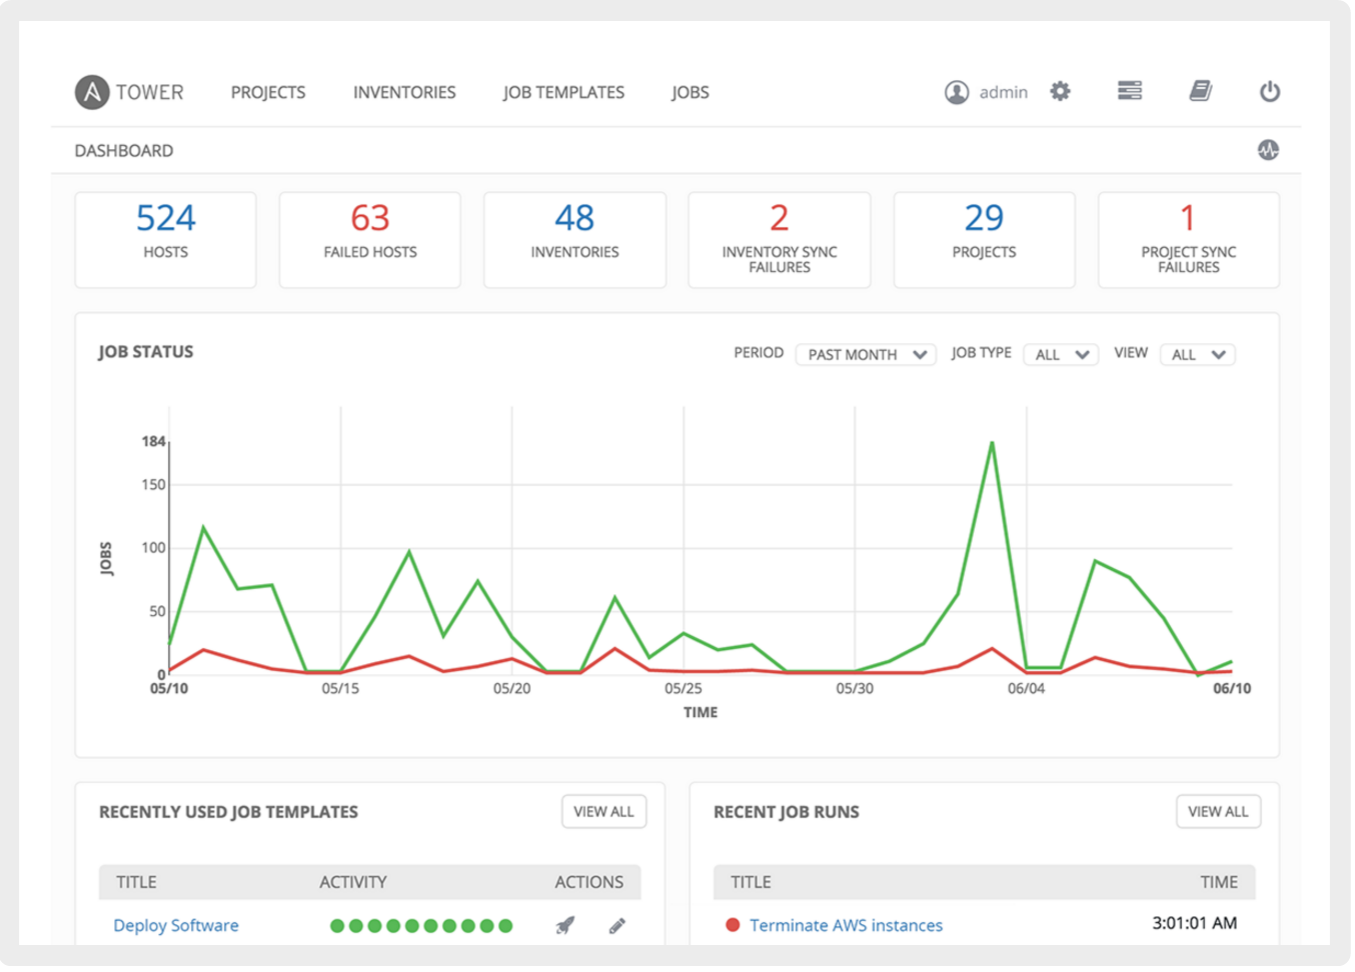 A TOWER PROJECTS INVENTORIES JOB TEMPLATES JOBS admin
DASHBOARD
524 63 48 2 29 1
HOSTS FAILED HOSTS INVENTORIES INVENTORY SYNC PROJECTS PROJECT SYNC
FAILURES FAILURES
JOB STATUS PERIOD PAST MONTH JOB TYPE ALL VIEW ALL
184
150
100
50
0
JOBS
05/10 05/15 05/20 05/25 05/30 06/04 06/10
TIME
RECENTLY USED JOB TEMPLATES VIEW ALL
TITLE ACTIVITY ACTIONS
Deploy Software
RECENT JOB RUNS VIEW ALL
TITLE TIME
Terminate AWS instances 3:01:01 AM